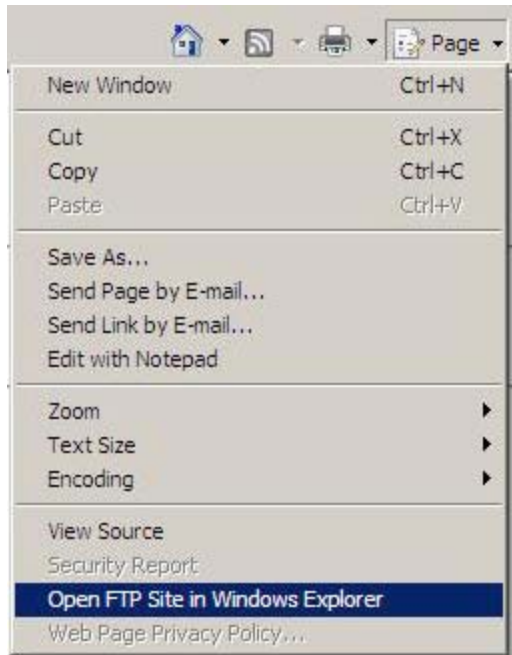 Page
New Window Ctrl+N
Cut Ctrl+X
Copy Ctrl+C
Paste Ctrl+V
Save As...
Send Page by E-mail...
Send Link by E-mail...
Edit with Notepad
Zoom
Text Size
Encoding
View Source
Security Report
Open FTP Site in Windows Explorer
Web Page Privacy Policy...